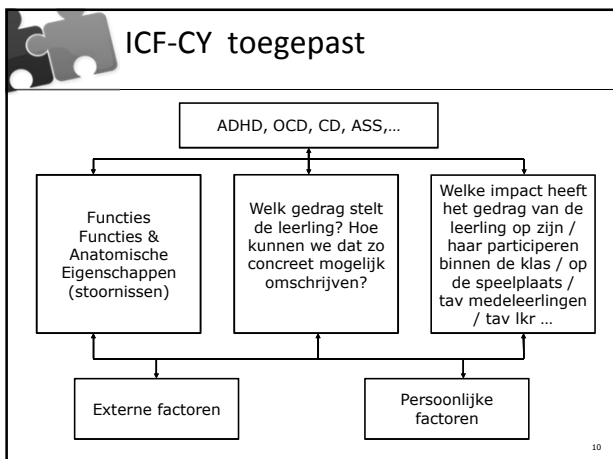 ICF-CY toegepast
ADHD, OCD, CD, ASS,...
Functies
Functies &
Anatomische
Eigenschappen
(stoornissen)
Welk gedrag stelt
de leerling? Hoe
kunnen we dat zo
concreet mogelijk
omschrijven?
Welke impact heeft
het gedrag van de
leerling op zijn /
haar participeren
binnen de klas / op
de speelplaats /
tav medeleerlingen
/ tav lkr ...
Externe factoren
Persoonlijke
factoren
10